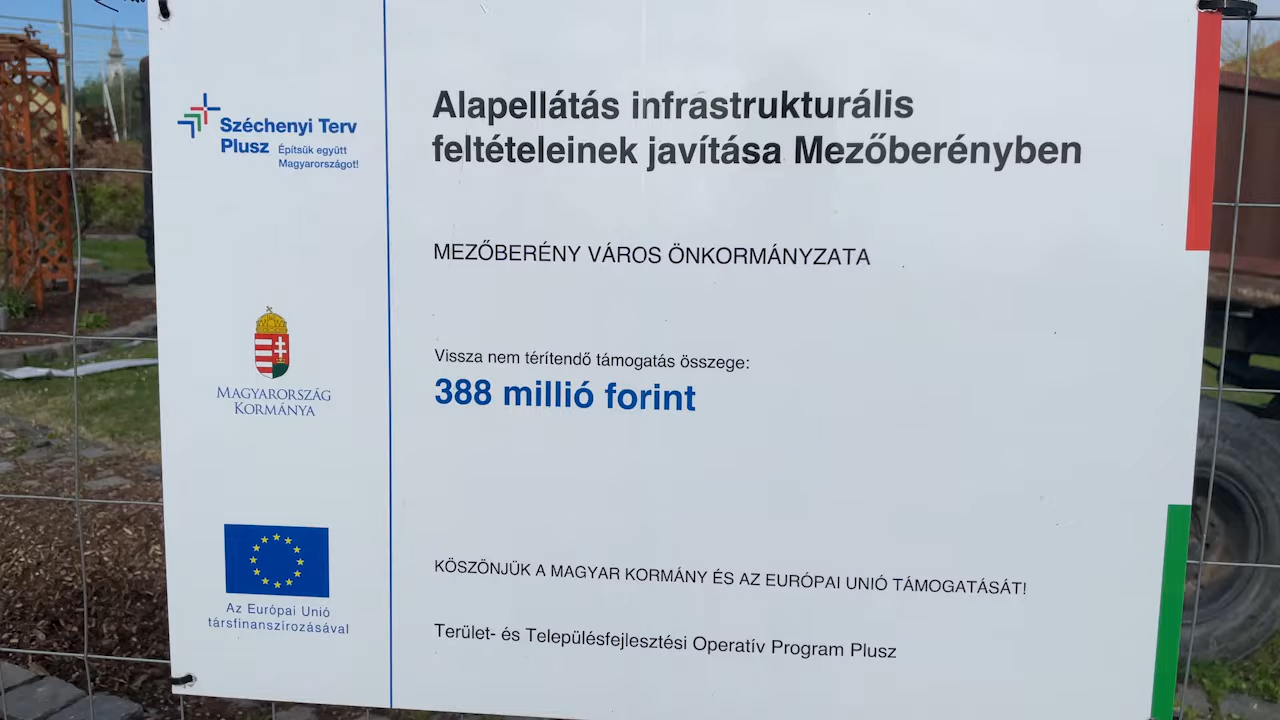 Széchenyi Terv
Plusz Építsük együtt
Magyarországot!
Alapellátás infrastrukturális
feltételeinek javítása Mezőberényben
MEZŐBERÉNY VÁROS ÖNKORMÁNYZATA
MAGYARORSZÁG
KORMÁNYA
Vissza nem térítendő támogatás összege:
388 millió forint
Az Európai Unió
társfinanszírozásával
KÖSZÖNJÜK A MAGYAR KORMÁNY ÉS AZ EURÓPAI UNIÓ TÁMOGATÁSÁT!
Terület- és Településfejlesztési Operatív Program Plusz